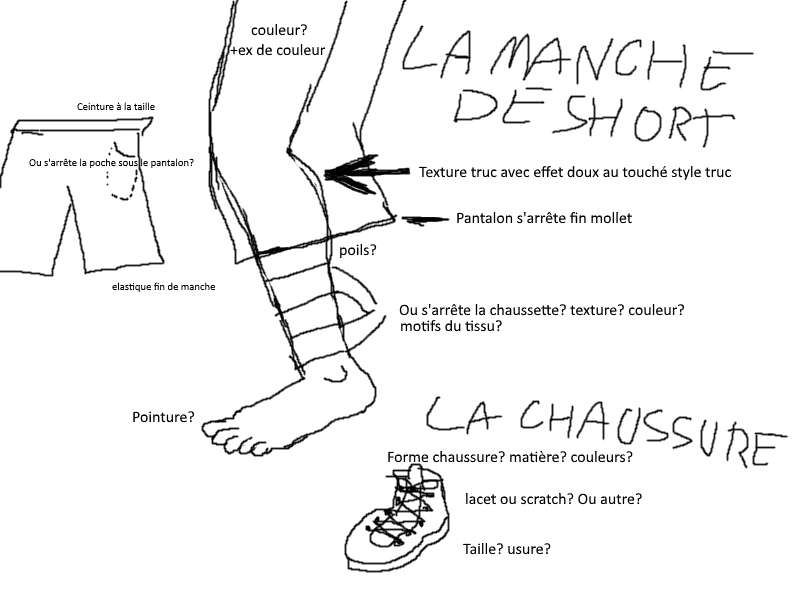 couleur?
+ex de couleur
LA MANCHE
DE SHORT
Ceinture à la taille
Ou s'arrête la poche sous le pantalon?
Texture truc avec effet doux au touché style truc
Pantalon s'arrête fin mollet
poils?
elastique fin de manche
Ou s'arrête la chaussette? texture? couleur?
motifs du tissu?
Pointure?
LA CHAUSSURE
Forme chaussure? matière? couleurs?
lacet ou scratch? Ou autre?
Taille? usure?